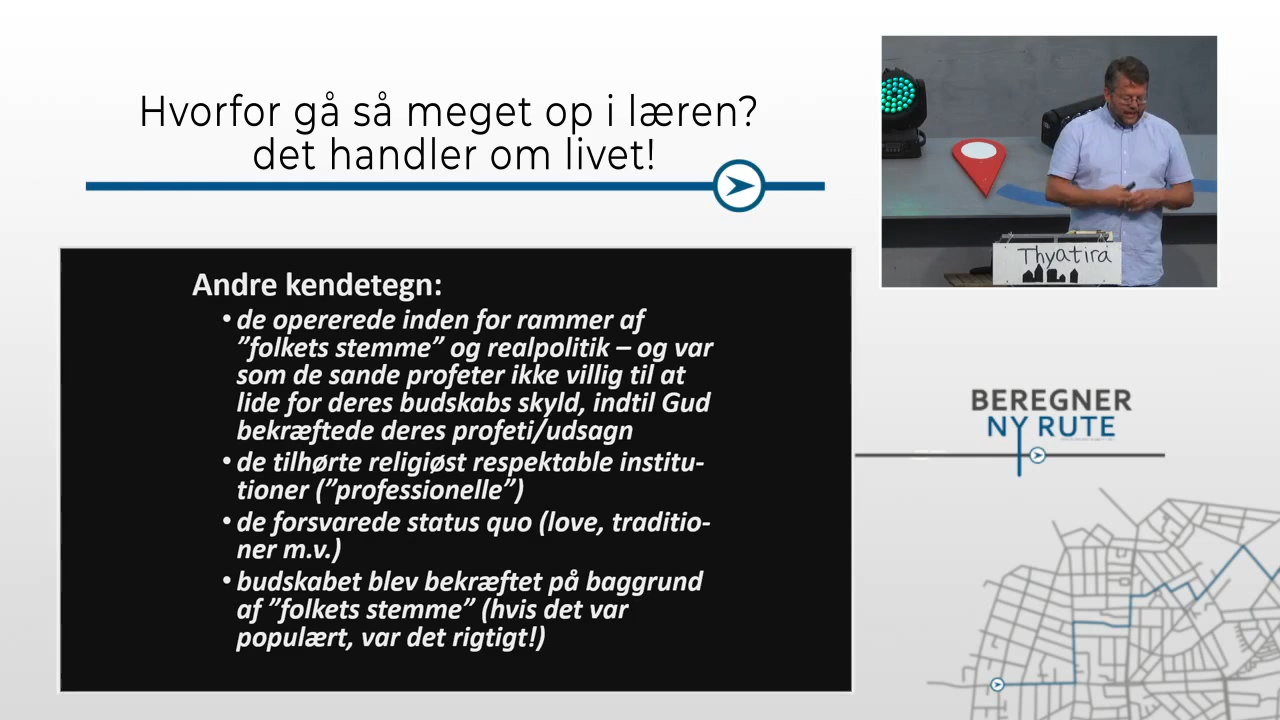 Hvorfor gå så meget op i læren?
det handler om livet!
Andre kendetegn:
•de opererede inden for rammer af
”folkets stemme” og realpolitik – og var
som de sande profeter ikke villig til at
lide for deres budskabs skyld, indtil Gud
bekræftede deres profeti/udsagn
•de tilhørte religiøst respektable institu-
tioner (”professionelle”)
•de forsvarede status quo (love, traditio-
ner m.v.)
•budskabet blev bekræftet på baggrund
af ”folkets stemme” (hvis det var
populært, var det rigtigt!)
Thyatira
BEREGNER
NY RUTE